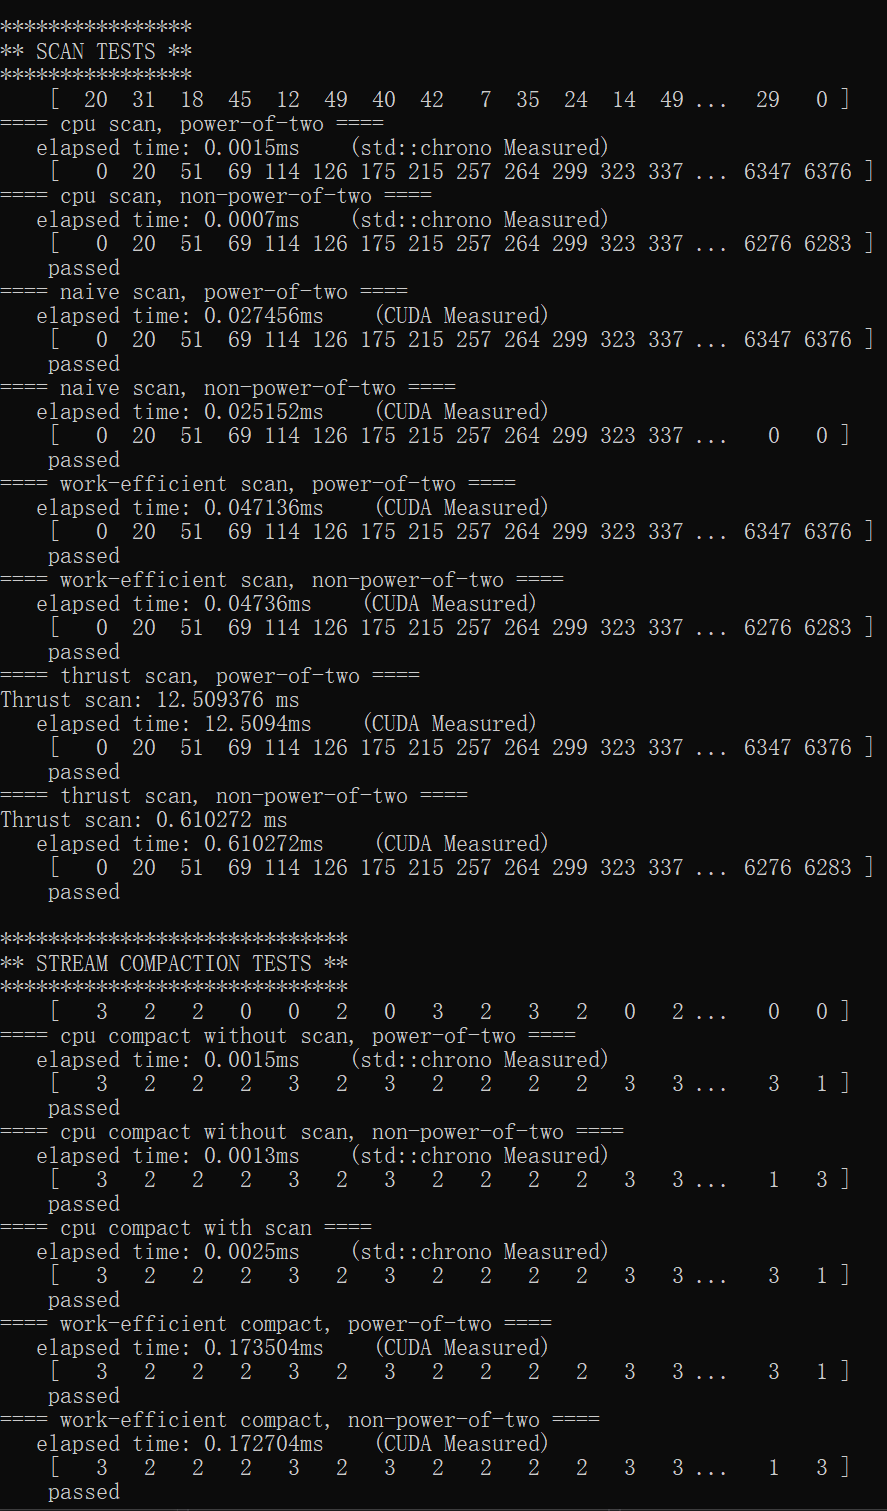 ****************
** SCAN TESTS **
****************
    [  20  31  18  45  12  49  40  42   7  35  24  14  49 ...  29   0 ]
==== cpu scan, power-of-two ====
   elapsed time: 0.0015ms    (std::chrono Measured)
    [   0  20  51  69 114 126 175 215 257 264 299 323 337 ... 6347 6376 ]
==== cpu scan, non-power-of-two ====
   elapsed time: 0.0007ms    (std::chrono Measured)
    [   0  20  51  69 114 126 175 215 257 264 299 323 337 ... 6276 6283 ]
    passed
==== naive scan, power-of-two ====
   elapsed time: 0.027456ms    (CUDA Measured)
    [   0  20  51  69 114 126 175 215 257 264 299 323 337 ... 6347 6376 ]
    passed
==== naive scan, non-power-of-two ====
   elapsed time: 0.025152ms    (CUDA Measured)
    [   0  20  51  69 114 126 175 215 257 264 299 323 337 ...   0   0 ]
    passed
==== work-efficient scan, power-of-two ====
   elapsed time: 0.047136ms    (CUDA Measured)
    [   0  20  51  69 114 126 175 215 257 264 299 323 337 ... 6347 6376 ]
    passed
==== work-efficient scan, non-power-of-two ====
   elapsed time: 0.04736ms    (CUDA Measured)
    [   0  20  51  69 114 126 175 215 257 264 299 323 337 ... 6276 6283 ]
    passed
==== thrust scan, power-of-two ====
Thrust scan: 12.509376 ms
   elapsed time: 12.5094ms    (CUDA Measured)
    [   0  20  51  69 114 126 175 215 257 264 299 323 337 ... 6347 6376 ]
    passed
==== thrust scan, non-power-of-two ====
Thrust scan: 0.610272 ms
   elapsed time: 0.610272ms    (CUDA Measured)
    [   0  20  51  69 114 126 175 215 257 264 299 323 337 ... 6276 6283 ]
    passed

*****************************
** STREAM COMPACTION TESTS **
*****************************
    [   3   2   2   0   0   2   0   3   2   3   2   0   2 ...   0   0 ]
==== cpu compact without scan, power-of-two ====
   elapsed time: 0.0015ms    (std::chrono Measured)
    [   3   2   2   2   3   2   3   2   2   2   2   3   3 ...   3   1 ]
    passed
==== cpu compact without scan, non-power-of-two ====
   elapsed time: 0.0013ms    (std::chrono Measured)
    [   3   2   2   2   3   2   3   2   2   2   2   3   3 ...   1   3 ]
    passed
==== cpu compact with scan ====
   elapsed time: 0.0025ms    (std::chrono Measured)
    [   3   2   2   2   3   2   3   2   2   2   2   3   3 ...   3   1 ]
    passed
==== work-efficient compact, power-of-two ====
   elapsed time: 0.173504ms    (CUDA Measured)
    [   3   2   2   2   3   2   3   2   2   2   2   3   3 ...   3   1 ]
    passed
==== work-efficient compact, non-power-of-two ====
   elapsed time: 0.172704ms    (CUDA Measured)
    [   3   2   2   2   3   2   3   2   2   2   2   3   3 ...   1   3 ]
    passed